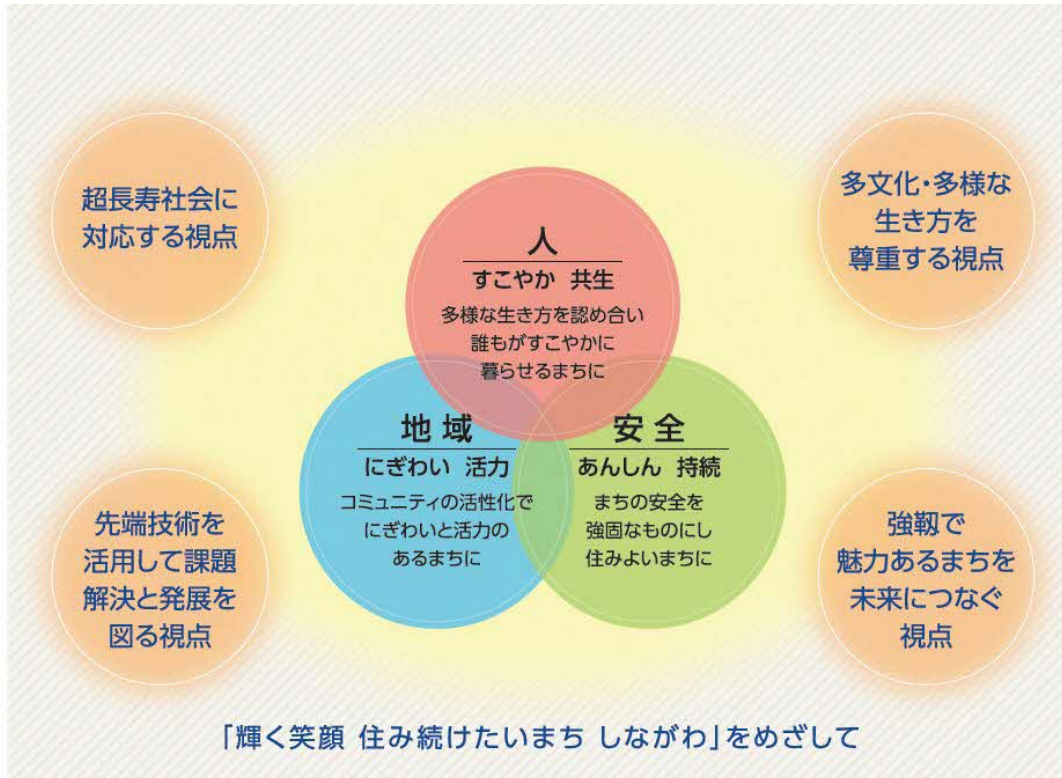 超長寿社会に
対応する視点
多文化・多様な
生き方を
尊重する視点
人
すこやか 共生
多様な生き方を認め合い
誰もがすこやかに
暮らせるまちに
地域
にぎわい 活力
コミュニティの活性化で
にぎわいと活力の
あるまちに
安全
あんしん 持続
まちの安全を
強固なものにし
住みよいまちに
先端技術を
活用して課題
解決と発展を
図る視点
強靱で
魅力あるまちを
未来につなぐ
視点
「輝く笑顔 住み続けたいまち しながわ」をめざして